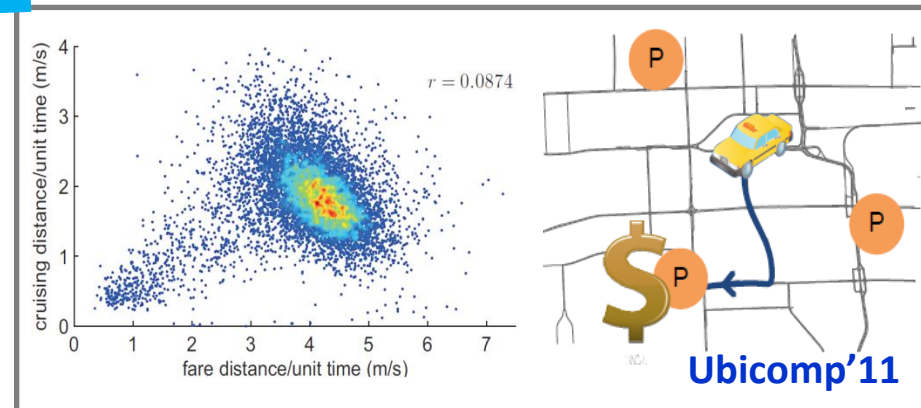 4
3
2
1
0
cruising distance/unit time (m/s)
r = 0.0874
0 1 2 3 4 5 6 7
fare distance/unit time (m/s)
P
P
$ P
Ubicomp'11